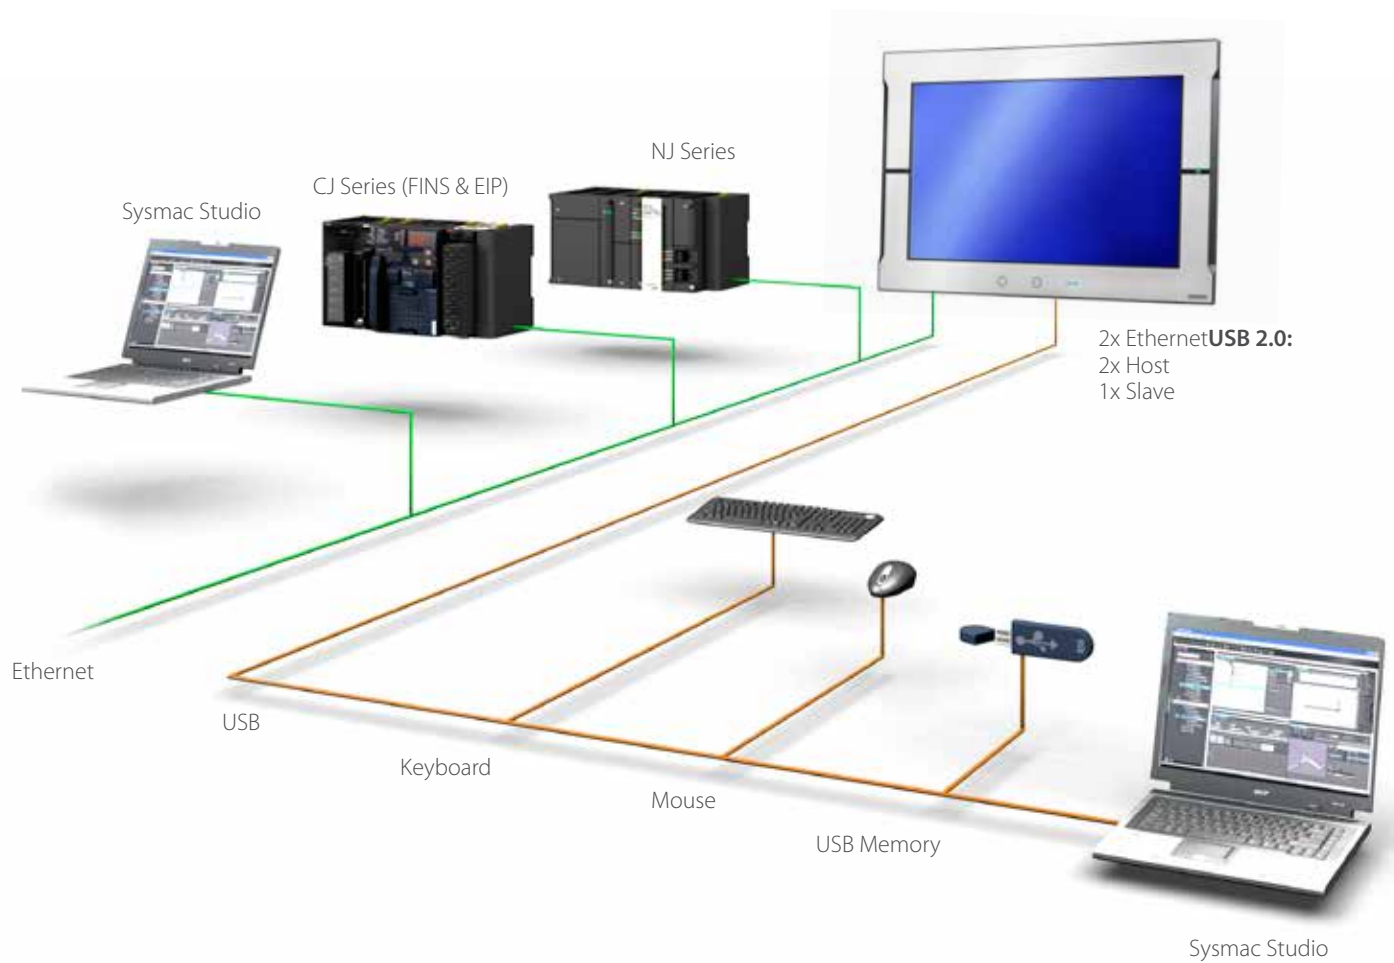 NJ Series
CJ Series (FINS & EIP)
Sysmac Studio
2x EthernetUSB 2.0:
2x Host
1x Slave
Ethernet
USB
Keyboard
Mouse
USB Memory
Sysmac Studio